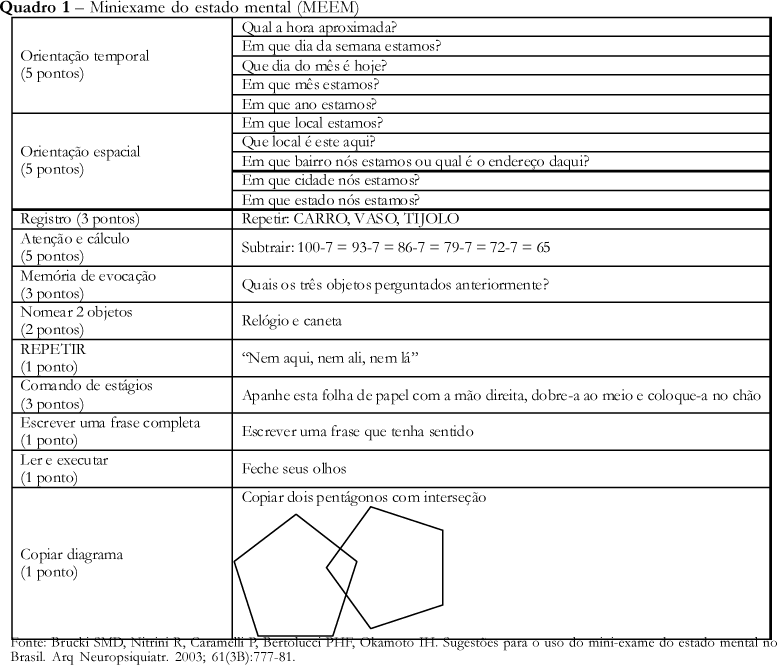 Quadro 1 – Miniexame do estado mental (MEEM)
Orientação temporal
(5 pontos)
Qual a hora aproximada?
Em que dia da semana estamos?
Que dia do mês é hoje?
Em que mês estamos?
Em que ano estamos?
Orientação espacial
(5 pontos)
Em que local estamos?
Que local é este aqui?
Em que bairro nós estamos ou qual é o endereço daqui?
Em que cidade nós estamos?
Em que estado nós estamos?
Registro (3 pontos)
Repetir: CARRO, VASO, TIJOLO
Atenção e cálculo
(5 pontos)
Subtrair: 100-7 = 93-7 = 86-7 = 79-7 = 72-7 = 65
Memória de evocação
(3 pontos)
Quais os três objetos perguntados anteriormente?
Nomear 2 objetos
(2 pontos)
Relógio e caneta
REPETIR
(1 ponto)
“Nem aqui, nem ali, nem lá”
Comando de estágios
(3 pontos)
Apanhe esta folha de papel com a mão direita, dobre-a ao meio e coloque-a no chão
Escrever uma frase completa
(1 ponto)
Escrever uma frase que tenha sentido
Ler e executar
(1 ponto)
Feche seus olhos
Copiar diagrama
(1 ponto)
Copiar dois pentágonos com interseção
Fonte: Brucki SMD, Nitrini R, Caramelli P, Bertolucci PHF, Okamoto IH. Sugestões para o uso do mini-exame do estado mental no
Brasil. Arq Neuropsiquiatr. 2003; 61(3B):777-81.